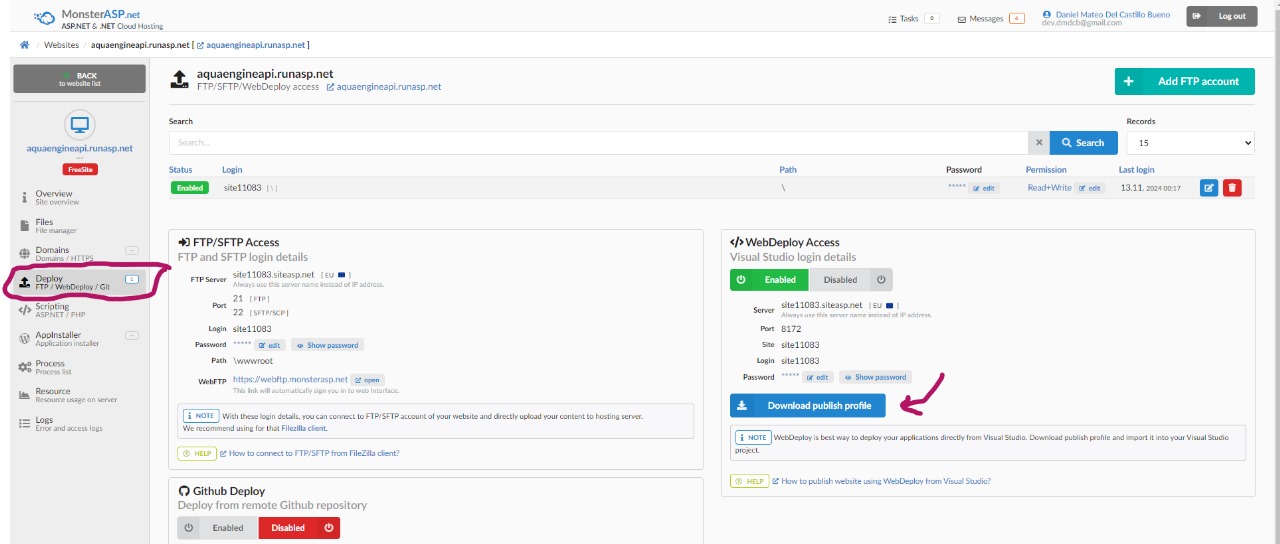 MonsterASP.net
ASP.NET & .NET Cloud Hosting
Tasks 0
Messages 4
Daniel Mateo Del Castillo Bueno
dev.dmdcb@gmail.com
Log out
/ Websites / aquaengineapi.runasp.net [ aquaengineapi.runasp.net ]
BACK
to website list
aquaengineapi.runasp.net
...
FreeSite
Overview
Site overview
Files
File manager
Domains
Domains / HTTPS
Deploy 1
FTP / WebDeploy / Git
Scripting
ASP.NET / PHP
AppInstaller
Application installer
Process
Process list
Resource
Resource usage on server
Logs
Error and access logs
aquaengineapi.runasp.net
FTP/SFTP/WebDeploy access aquaengineapi.runasp.net
+ Add FTP account
Search
Records
Search...
× Search
15
Status Login Path Password Permission Last login
Enabled site11083 [ \ ] \ ***** edit Read+Write edit 13.11. 2024 00:17
FTP/SFTP Access
FTP and SFTP login details
FTP Server site11083.siteasp.net [ EU ]
Always use this server name instead of IP address.
Port 21 [ FTP ]
22 [ SFTP/SCP ]
Login site11083
Password ***** edit Show password
Path \wwwroot
WebFTP https://webftp.monsterasp.net open
This link will automatically sign you in to web interface.
NOTE With these login details, you can connect to FTP/SFTP account of your website and directly upload your content to hosting server.
We recommend using for that Filezilla client.
HELP How to connect to FTP/SFTP from FileZilla client?
Github Deploy
Deploy from remote Github repository
Enabled Disabled
WebDeploy Access
Visual Studio login details
Enabled Disabled
Server site11083.siteasp.net [ EU ]
Always use this server name instead of IP address.
Port 8172
Site site11083
Login site11083
Password ***** edit Show password
Download publish profile
NOTE WebDeploy is best way to deploy your applications directly from Visual Studio. Download publish profile and import it into your Visual Studio
project.
HELP How to publish website using WebDeploy from Visual Studio?